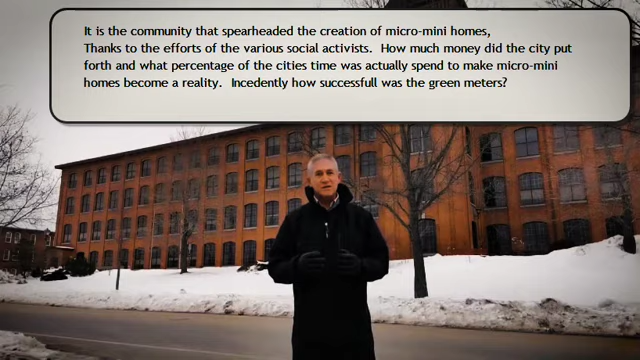 It is the community that spearheaded the creation of micro-mini homes,
Thanks to the efforts of the various social activists.  How much money did the city put
forth and what percentage of the cities time was actually spend to make micro-mini
homes become a reality.  Incedently how successfull was the green meters?